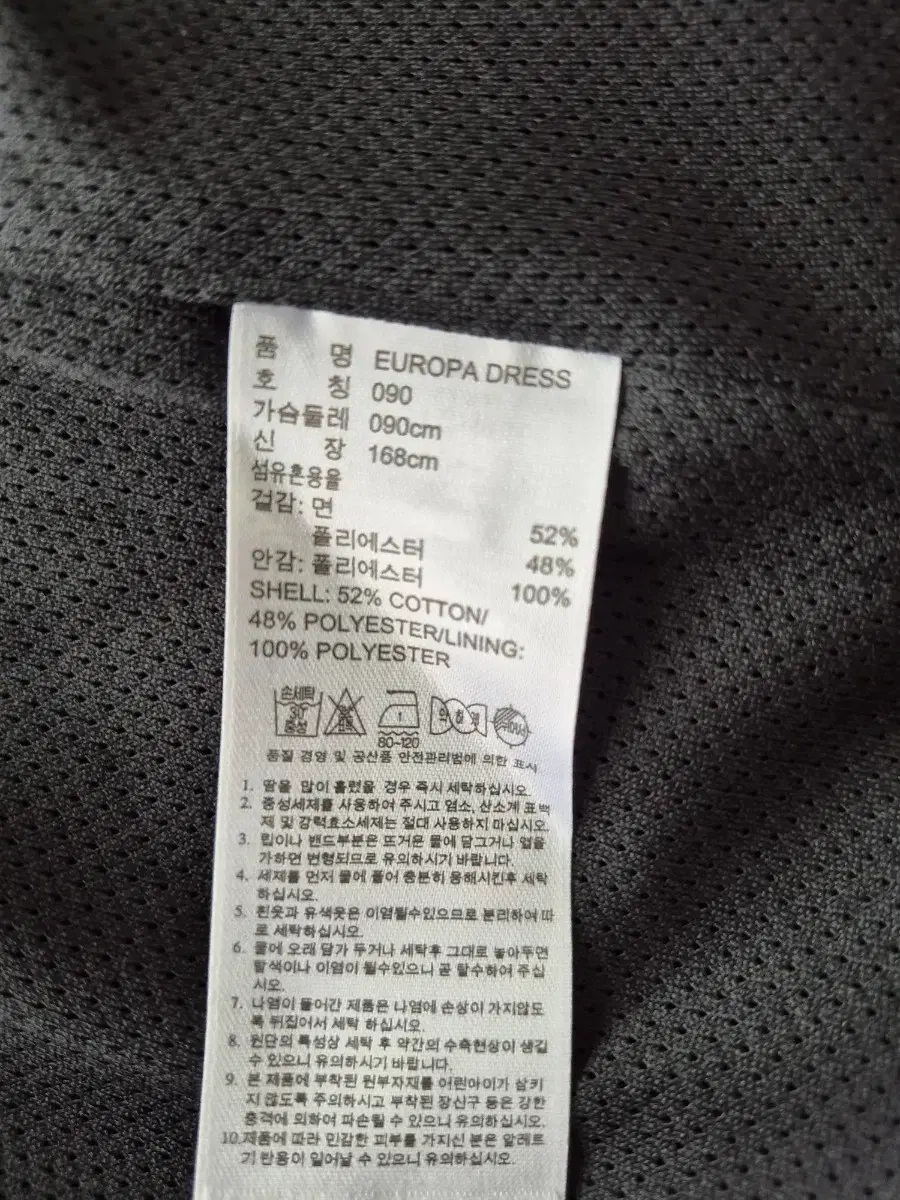 품 명 EUROPA DRESS
호 칭 090
가슴둘레 090cm
신 장 168cm
섬유혼용율
겉감: 면 52%
폴리에스터 48%
안감: 폴리에스터 100%
SHELL: 52% COTTON/
48% POLYESTER/LINING:
100% POLYESTER
손세탁
30°
중성
80~120
품질 경영 및 공산품 안전관리법에 의한 표시
1. 땀을 많이 흘렸을 경우 즉시 세탁하십시오.
2. 중성세제를 사용하여 주시고 염소, 산소계 표백
제 및 강력효소세제는 절대 사용하지 마십시오.
3. 립이나 밴드부분은 뜨거운 물에 담그거나 열을
가하면 변형되므로 유의하시기 바랍니다.
4. 세제를 먼저 물에 풀어 충분히 용해시킨후 세탁
하십시오.
5. 흰옷과 유색옷은 이염될수있으므로 분리하여 따
로 세탁하십시오.
6. 물에 오래 담가 두거나 세탁후 그대로 놓아두면
탈색이나 이염이 될수있으니 곧 탈수하여 주십
시오.
7. 나염이 들어간 제품은 나염에 손상이 가지않도
록 뒤집어서 세탁 하십시오.
8. 원단의 특성상 세탁 후 약간의 수축현상이 생길
수 있으니 유의하시기 바랍니다.
9. 본 제품에 부착된 원부자재를 어린아이가 삼키
지 않도록 주의하시고 부착된 장신구 등은 강한
충격에 의하여 파손될 수 있으니 유의하십시오.
10.제품에 따라 민감한 피부를 가지신 분은 알레르
기 반응이 일어날 수 있으니 유의하십시오.